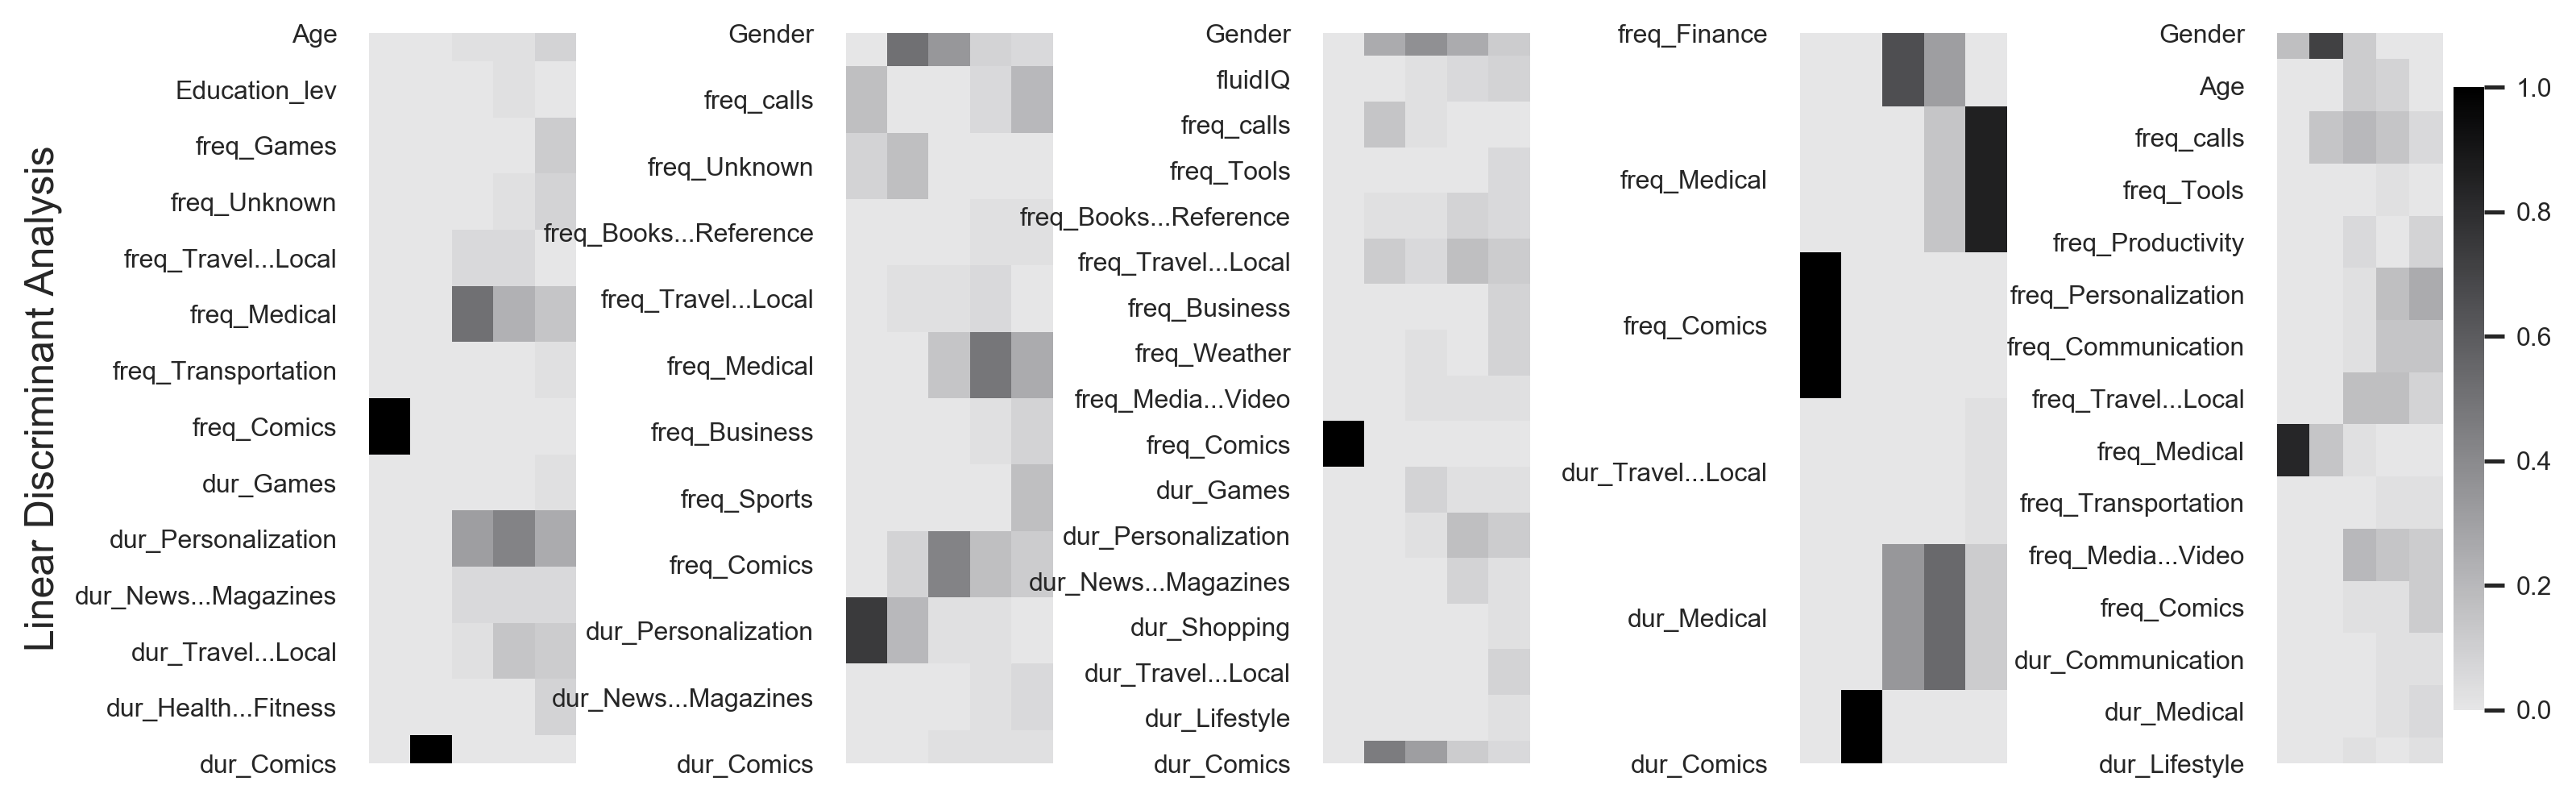 Linear Discriminant Analysis
Age
Education_lev
freq_Games
freq_Unknown
freq_Travel...Local
freq_Medical
freq_Transportation
freq_Comics
dur_Games
dur_Personalization
dur_News...Magazines
dur_Travel...Local
dur_Health...Fitness
dur_Comics
Gender
freq_calls
freq_Unknown
freq_Books...Reference
freq_Travel...Local
freq_Medical
freq_Business
freq_Sports
freq_Comics
dur_Personalization
dur_News...Magazines
dur_Comics
Gender
fluidIQ
freq_calls
freq_Tools
freq_Books...Reference
freq_Travel...Local
freq_Business
freq_Weather
freq_Media...Video
freq_Comics
dur_Games
dur_Personalization
dur_News...Magazines
dur_Shopping
dur_Travel...Local
dur_Lifestyle
dur_Comics
freq_Finance
freq_Medical
freq_Comics
dur_Travel...Local
dur_Medical
dur_Comics
Gender
Age
freq_calls
freq_Tools
freq_Productivity
freq_Personalization
freq_Communication
freq_Travel...Local
freq_Medical
freq_Transportation
freq_Media...Video
freq_Comics
dur_Communication
dur_Medical
dur_Lifestyle
1.0
0.8
0.6
0.4
0.2
0.0